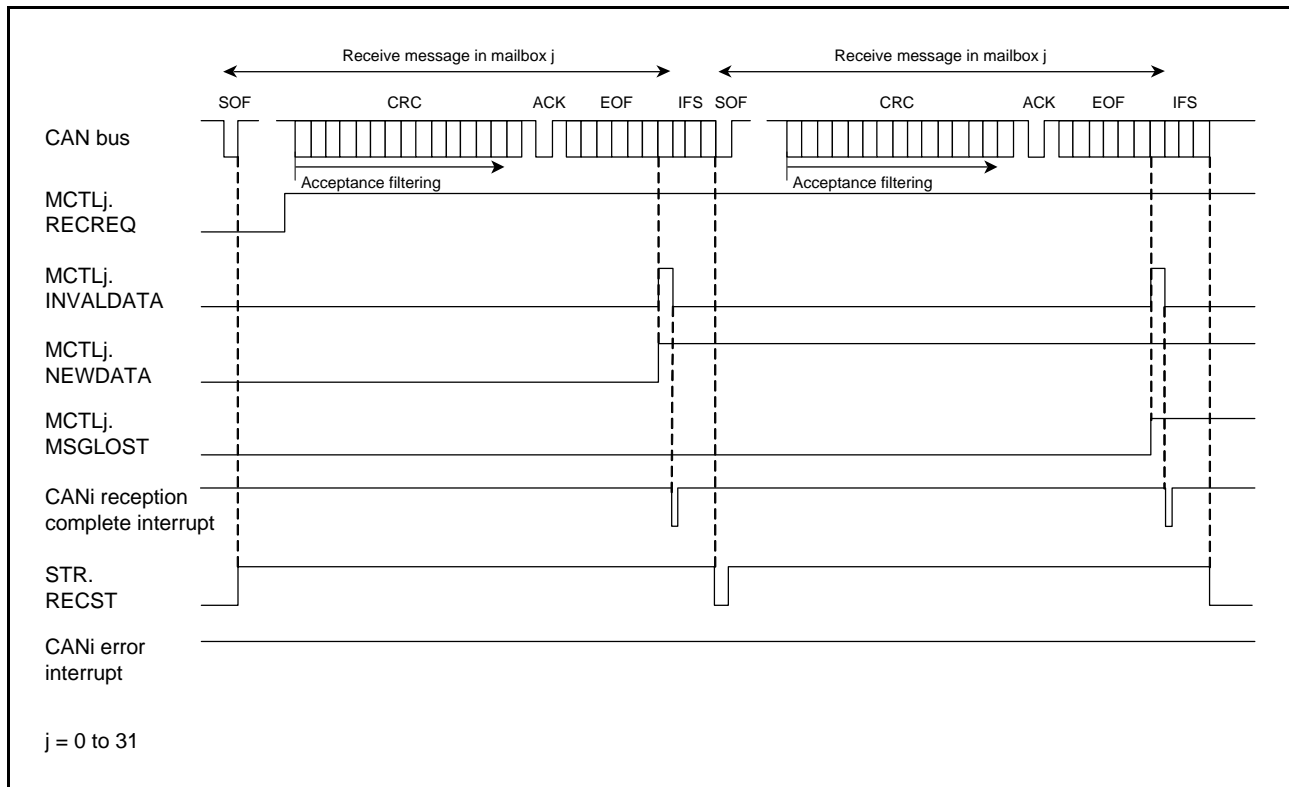 Receive message in mailbox j Receive message in mailbox j
SOF CRC ACK EOF IFS SOF CRC ACK EOF IFS
CAN bus
Acceptance filtering Acceptance filtering
MCTLj.
RECREQ
MCTLj.
INVALDATA
MCTLj.
NEWDATA
MCTLj.
MSGLOST
CANi reception
complete interrupt
STR.
RECST
CANi error
interrupt
j = 0 to 31